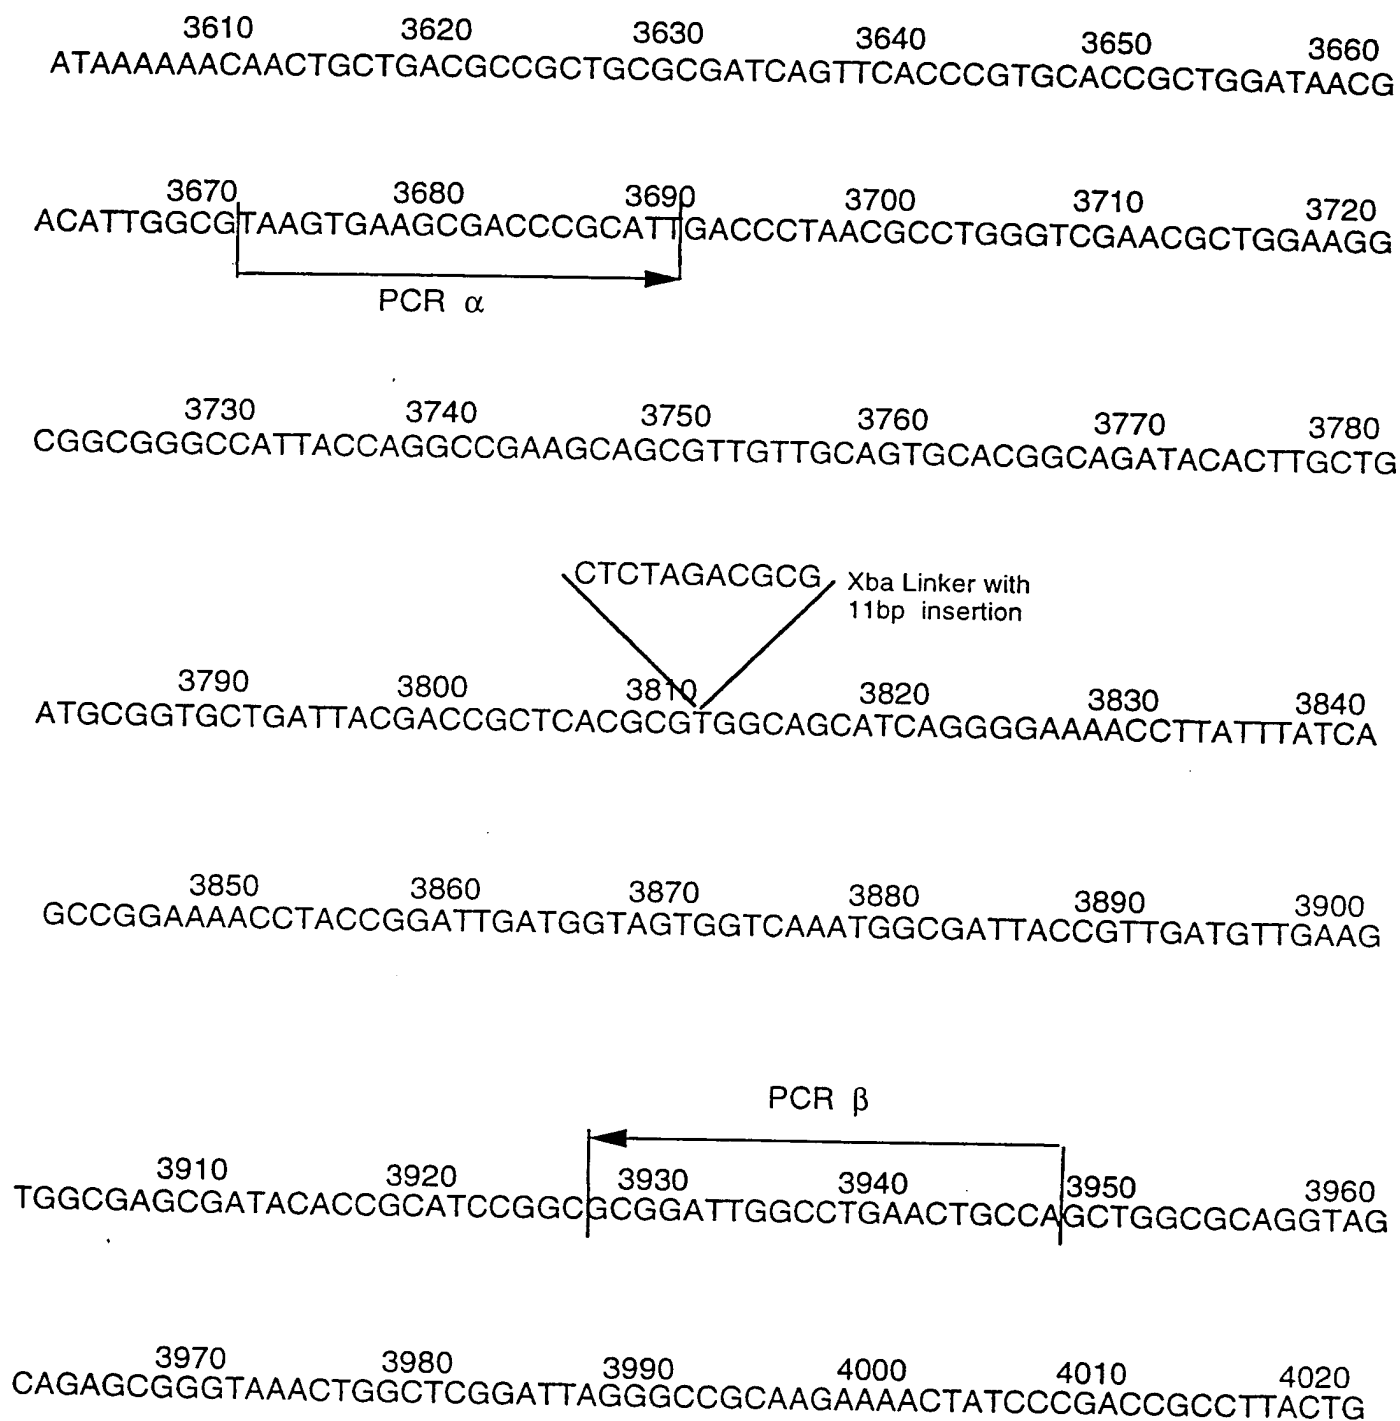 3610 3620 3630 3640 3650 3660
ATAAAAAACAACTGCTGACGCCGCTGCGCGATCAGTTCACCCGTGCACCGCTGGATAACG
3670 3680 3690 3700 3710 3720
ACATTGGCGTAAGTGAAGCGACCCGCATTGACCCTAACGCCTGGGTCGAACGCTGGAAGG
PCR α
3730 3740 3750 3760 3770 3780
CGGCGGGCCATTACCAGGCCGAAGCAGCGTTGTTGCAGTGCACGGCAGATACACTTGCTG
CTCTAGACGCG Xba Linker with
11bp insertion
3790 3800 3810 3820 3830 3840
ATGCGGTGCTGATTACGACCGCTCACGCGTGGCAGCATCAGGGGAAAACCTTATTTATCA
3850 3860 3870 3880 3890 3900
GCCGGAAAACCTACCGGATTGATGGTAGTGGTCAAATGGCGATTACCGTTGATGTTGAAG
PCR β
3910 3920 3930 3940 3950 3960
TGGCGAGCGATACACCGCATCCGGCGCGGATTGGCCTGAACTGCCAGCTGGCGCAGGTAG
3970 3980 3990 4000 4010 4020
CAGAGCGGGTAAACTGGCTCGGATTAGGGCCGCAAGAAAACTATCCCGACCGCCTTACTG